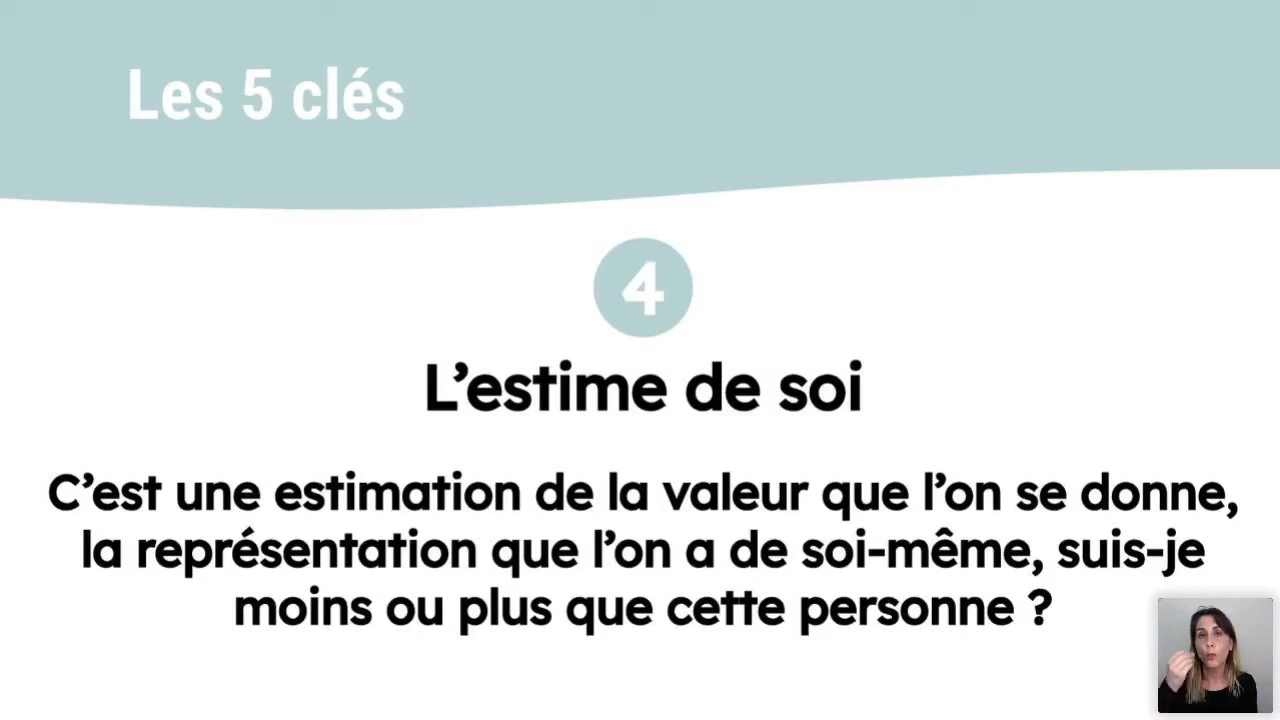 Les 5 clés
4
L’estime de soi
C’est une estimation de la valeur que l’on se donne,
la représentation que l’on a de soi-même, suis-je
moins ou plus que cette personne ?